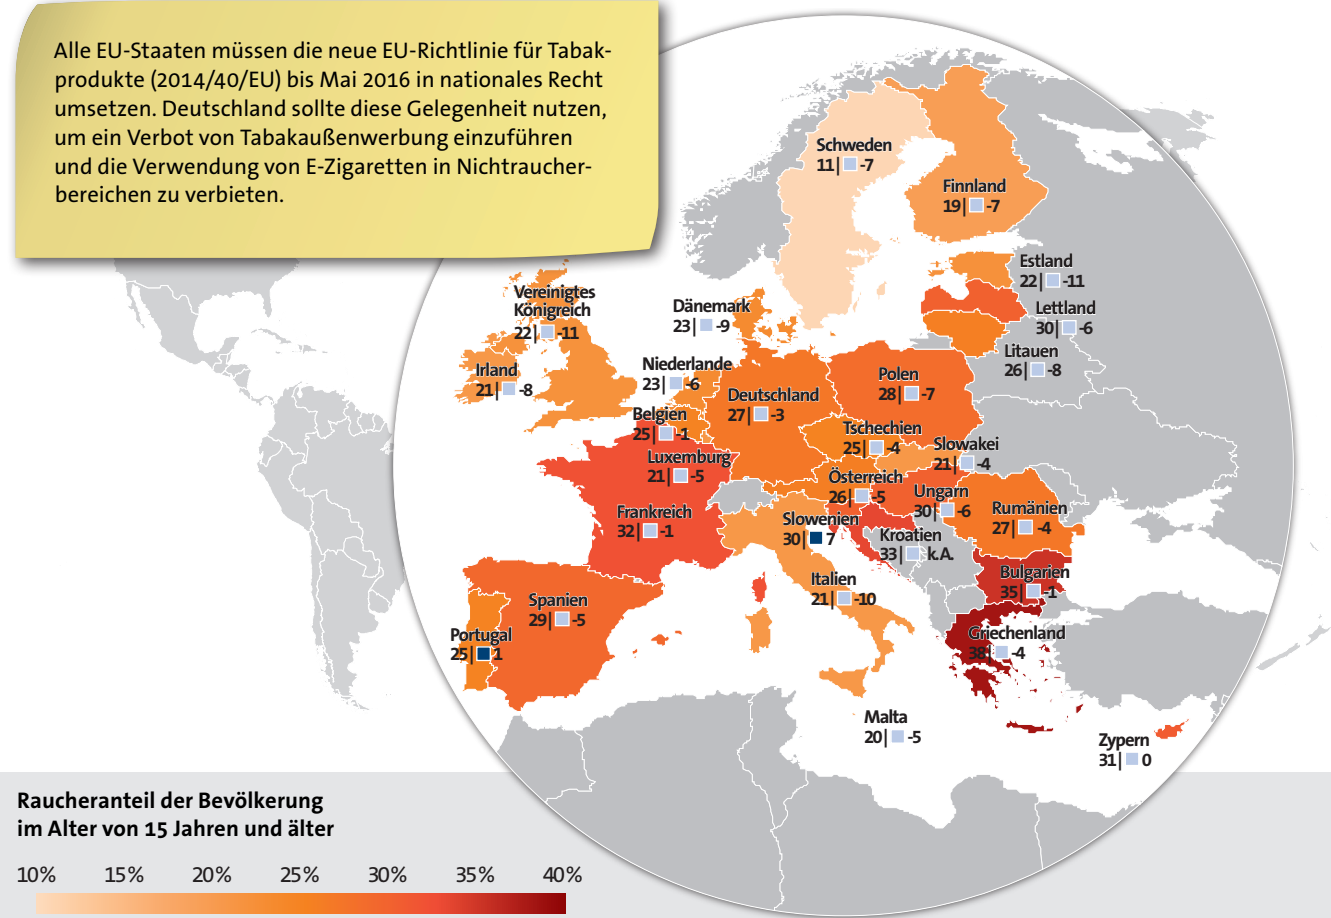 Alle EU-Staaten müssen die neue EU-Richtlinie für Tabak-
produkte (2014/40/EU) bis Mai 2016 in nationales Recht
umsetzen. Deutschland sollte diese Gelegenheit nutzen,
um ein Verbot von Tabakaußenwerbung einzuführen
und die Verwendung von E-Zigaretten in Nichtraucher-
bereichen zu verbieten.
Schweden
11| -7
Finnland
19| -7
Estland
22| -11
Lettland
30| -6
Litauen
26| -8
Vereinigtes
Königreich
22| -11
Irland
21| -8
Dänemark
23| -9
Niederlande
23| -6
Belgien
25| -1
Luxemburg
21| -5
Deutschland
27| -3
Polen
28| -7
Tschechien
25| -4
Slowakei
21| -4
Österreich
26| -5
Ungarn
30| -6
Rumänien
27| -4
Frankreich
32| -1
Slowenien
30| 7
Kroatien
33| k.A.
Italien
21| -10
Bulgarien
35| -1
Spanien
29| -5
Portugal
25| 1
Griechenland
38| -4
Malta
20| -5
Zypern
31| 0
Raucheranteil der Bevölkerung
im Alter von 15 Jahren und älter
10% 15% 20% 25% 30% 35% 40%